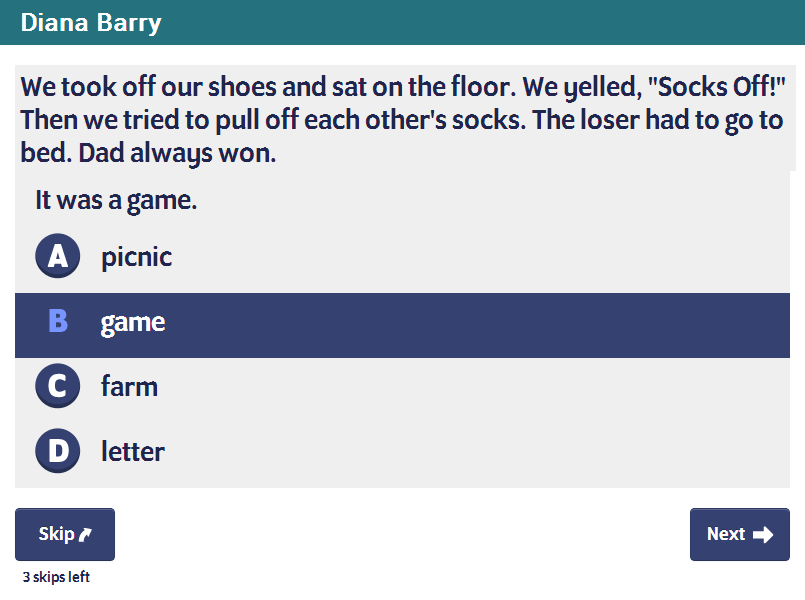 Diana Barry
We took off our shoes and sat on the floor. We yelled, "Socks Off!"
Then we tried to pull off each other's socks. The loser had to go to
bed. Dad always won.
It was a game.
A picnic
B game
C farm
D letter
Skip
Next
3 skips left